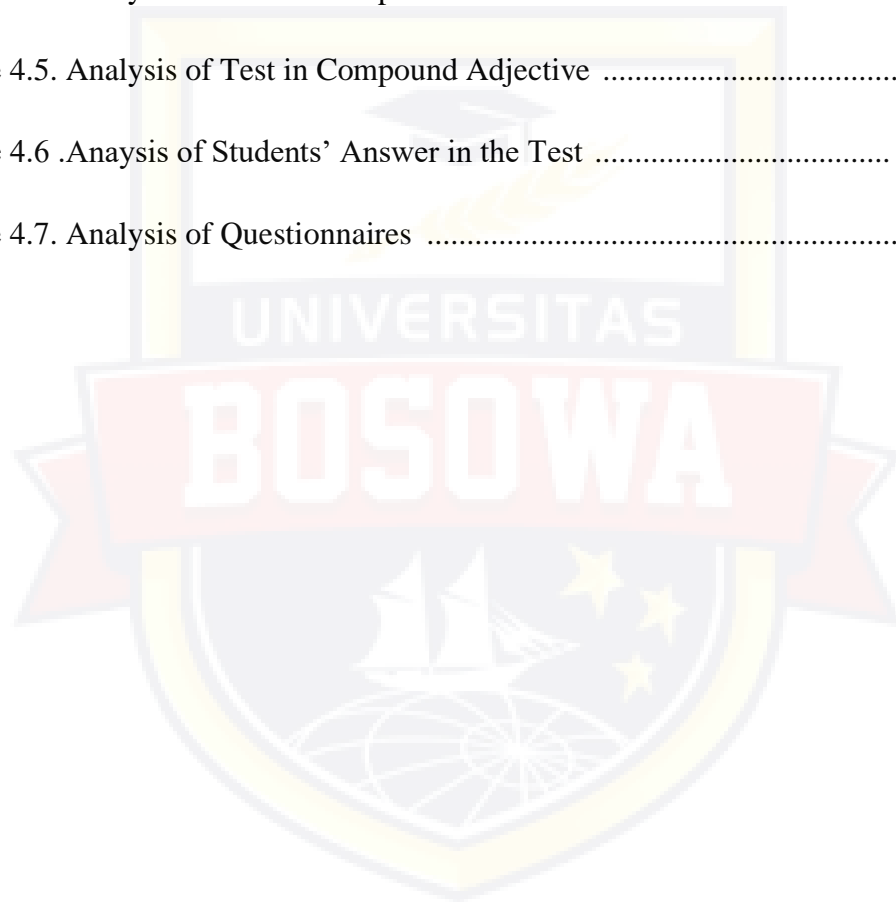 4.5. Analysis of Test in Compound Adjective ....................................
4.6 .Anaysis of Students’ Answer in the Test ....................................
4.7. Analysis of Questionnaires .........................................................
UNIVERSITAS
BOSOWA